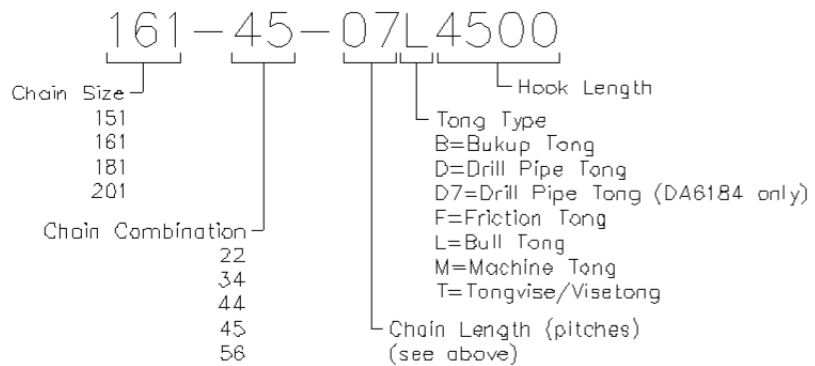 161-45-07L4500
Hook Length
Chain Size
151
161
181
201
Tong Type
B=Bukup Tong
D=Drill Pipe Tong
D7=Drill Pipe Tong (DA6184 only)
F=Friction Tong
L=Bull Tong
M=Machine Tong
T=Tongvise/Visetong
Chain Combination
22
34
44
45
56
Chain Length (pitches)
(see above)